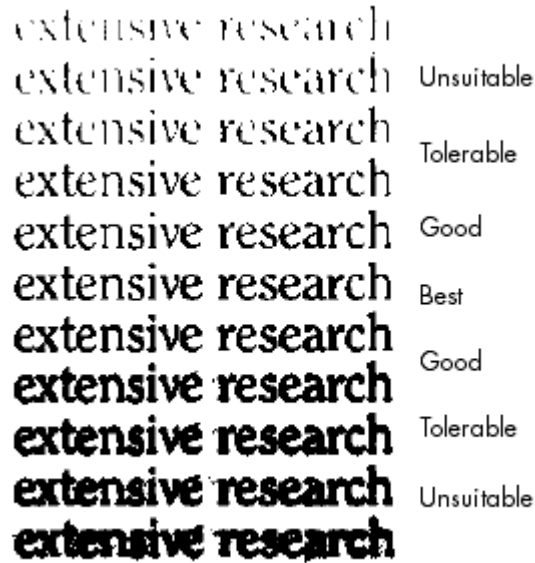 extensive research
extensive research Unsuitable
extensive research
Tolerable
extensive research
extensive research Good
extensive research Best
extensive research
Good
extensive research
extensive research Tolerable
extensive research Unsuitable
extensive research